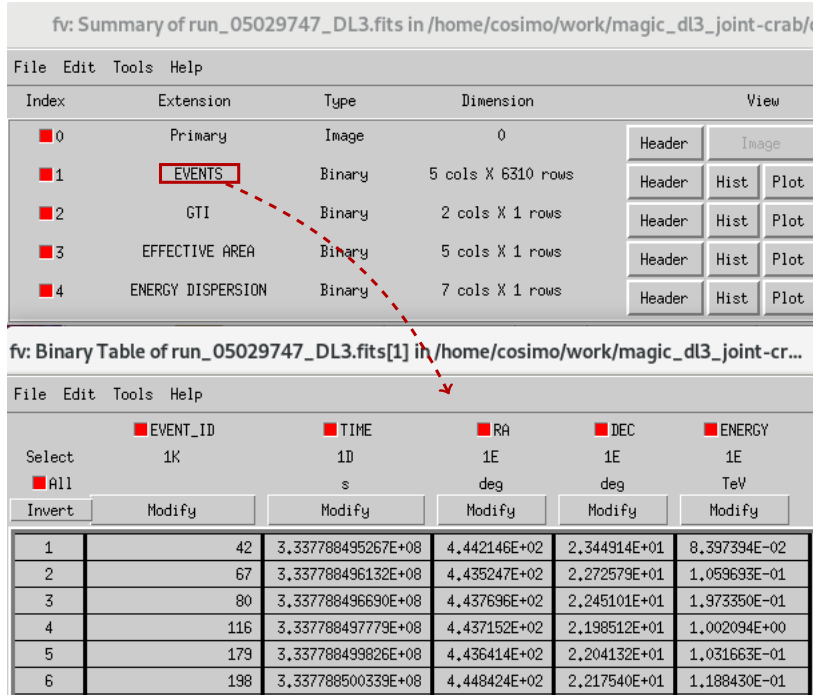 fv: Summary of run_05029747_DL3.fits in /home/cosimo/work/magic_dl3_joint-crab/
File Edit Tools Help
Index Extension Type Dimension View
0 Primary Image 0 Header Image
1 EVENTS Binary 5 cols X 6310 rows Header Hist Plot
2 GTI Binary 2 cols X 1 rows Header Hist Plot
3 EFFECTIVE AREA Binary 5 cols X 1 rows Header Hist Plot
4 ENERGY DISPERSION Binary 7 cols X 1 rows Header Hist Plot
fv: Binary Table of run_05029747_DL3.fits[1] in /home/cosimo/work/magic_dl3_joint-cr...
File Edit Tools Help
EVENT_ID TIME RA DEC ENERGY
Select 1K 1D 1E 1E 1E
All s deg deg TeV
Invert Modify Modify Modify Modify Modify
1 42 3.337788495267E+08 4.442146E+02 2.344914E+01 8.397394E-02
2 67 3.337788496132E+08 4.435247E+02 2.272579E+01 1.059693E-01
3 80 3.337788496690E+08 4.437696E+02 2.245101E+01 1.973350E-01
4 116 3.337788497779E+08 4.437152E+02 2.198512E+01 1.002094E+00
5 179 3.337788499826E+08 4.436414E+02 2.204132E+01 1.031663E-01
6 198 3.337788500339E+08 4.448424E+02 2.217540E+01 1.188430E-01